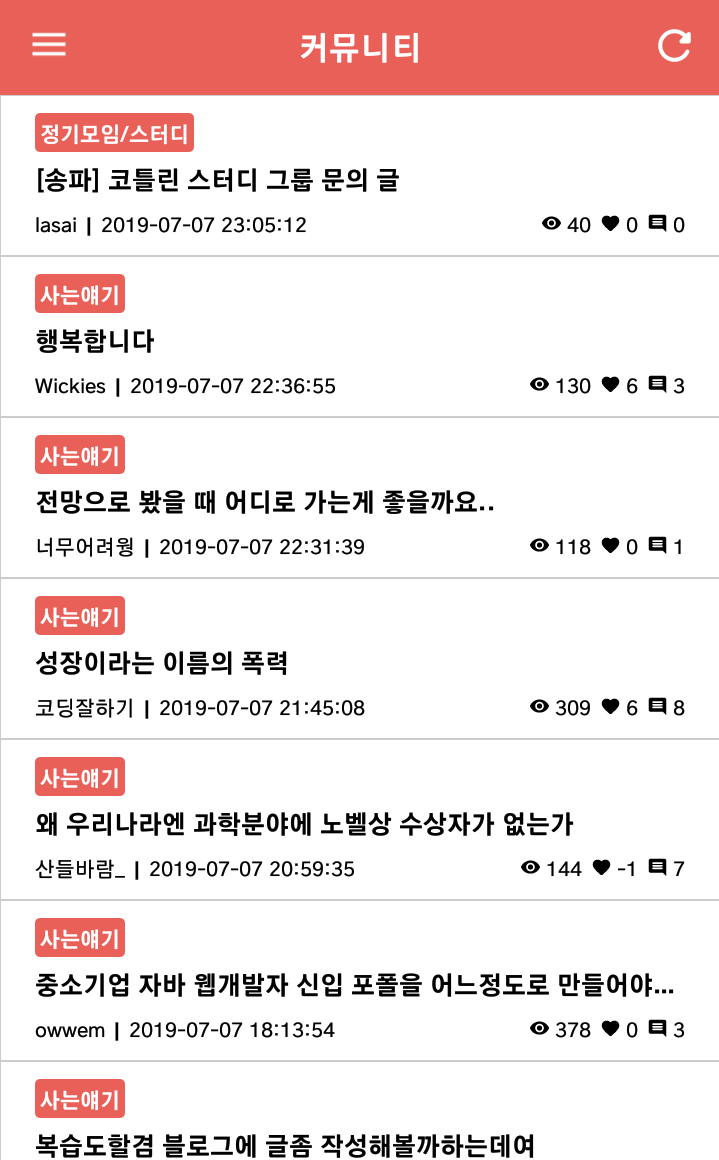 커뮤니티
정기모임/스터디
[송파] 코틀린 스터디 그룹 문의 글
lasai | 2019-07-07 23:05:12 40 0 0
사는얘기
행복합니다
Wickies | 2019-07-07 22:36:55 130 6 3
사는얘기
전망으로 봤을 때 어디로 가는게 좋을까요..
너무어려웡 | 2019-07-07 22:31:39 118 0 1
사는얘기
성장이라는 이름의 폭력
코딩잘하기 | 2019-07-07 21:45:08 309 6 8
사는얘기
왜 우리나라엔 과학분야에 노벨상 수상자가 없는가
산들바람_ | 2019-07-07 20:59:35 144 -1 7
사는얘기
중소기업 자바 웹개발자 신입 포폴을 어느정도로 만들어야...
owwem | 2019-07-07 18:13:54 378 0 3
사는얘기
복습도할겸 블로그에 글좀 작성해볼까하는데여